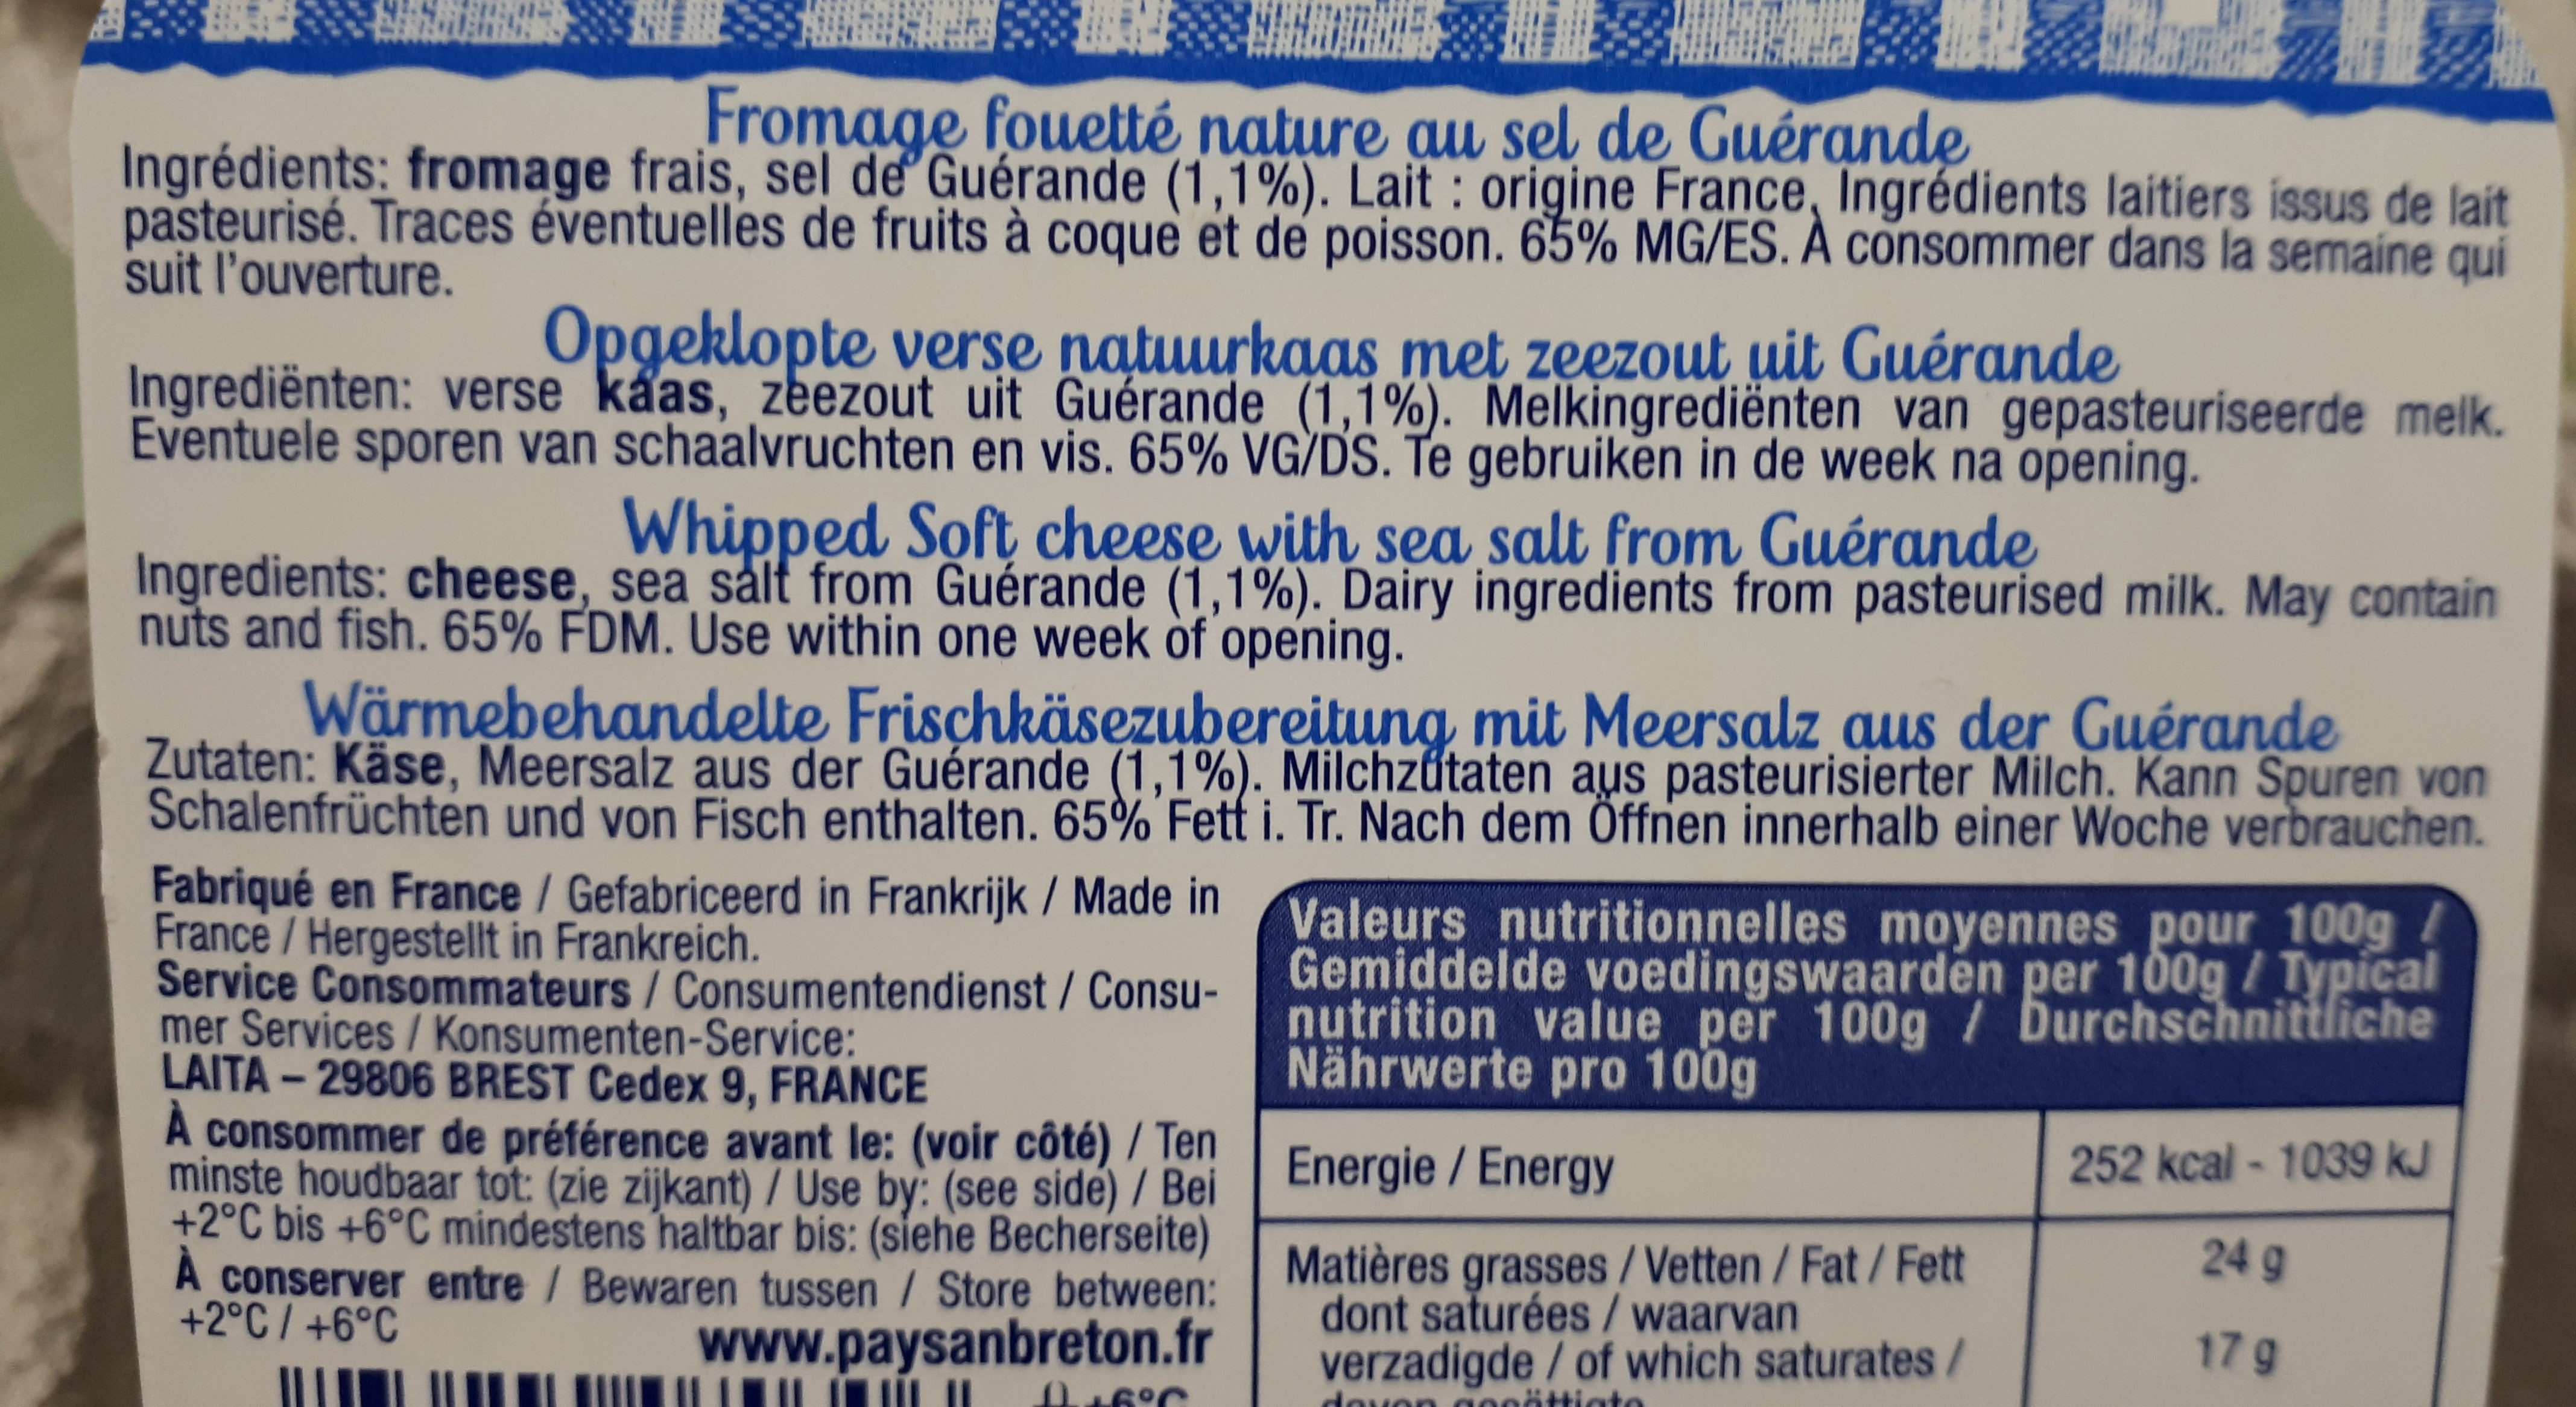 Fromage fouetté nature au sel de Guérande
Ingrédients: fromage frais, sel de Guérande (1,1%). Lait : origine France. Ingrédients laitiers issus de lait
pasteurisé. Traces éventuelles de fruits à coque et de poisson. 65% MG/ES. À consommer dans la semaine qui
suit l'ouverture.
Opgeklopte verse natuurkaas met zeezout uit Guérande
Ingrediënten: verse kaas, zeezout uit Guérande (1,1%). Melkingrediënten van gepasteuriseerde melk.
Eventuele sporen van schaalvruchten en vis. 65% VG/DS. Te gebruiken in de week na opening.
Whipped Soft cheese with sea salt from Guérande
Ingredients: cheese, sea salt from Guérande (1,1%). Dairy ingredients from pasteurised milk. May contain
nuts and fish. 65% FDM. Use within one week of opening.
Wärmebehandelte Frischkäsezubereitung mit Meersalz aus der Guérande
Zutaten: Käse, Meersalz aus der Guérande (1,1%). Milchzutaten aus pasteurisierter Milch. Kann Spuren von
Schalenfrüchten und von Fisch enthalten. 65% Fett i. Tr. Nach dem Öffnen innerhalb einer Woche verbrauchen.
Fabriqué en France / Gefabriceerd in Frankrijk / Made in
France / Hergestellt in Frankreich.
Service Consommateurs / Consumentendienst / Consu-
mer Services / Konsumenten-Service:
LAITA – 29806 BREST Cedex 9, FRANCE
À consommer de préférence avant le: (voir côté) / Ten
minste houdbaar tot: (zie zijkant) / Use by: (see side) / Bei
+2°C bis +6°C mindestens haltbar bis: (siehe Becherseite)
À conserver entre / Bewaren tussen / Store between:
+2°C / +6°C
www.paysanbreton.fr
+6°C
Valeurs nutritionnelles moyennes pour 100g /
Gemiddelde voedingswaarden per 100g / Typical
nutrition value per 100g / Durchschnittliche
Nährwerte pro 100g
Energie / Energy 252 kcal - 1039 kJ
Matières grasses / Vetten / Fat / Fett 24 g
dont saturées / waarvan
verzadigde / of which saturates / 17 g
davon gesättigte